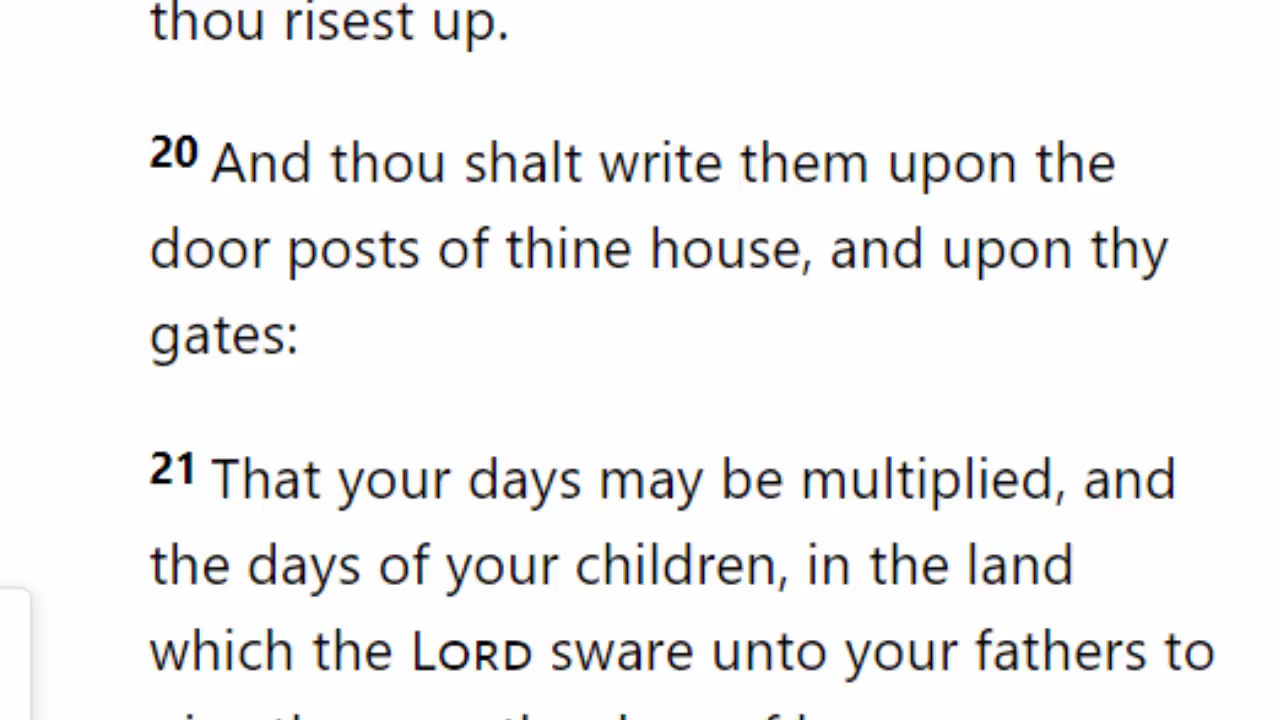 thou risest up.
20 And thou shalt write them upon the
door posts of thine house, and upon thy
gates:
21 That your days may be multiplied, and
the days of your children, in the land
which the LORD sware unto your fathers to